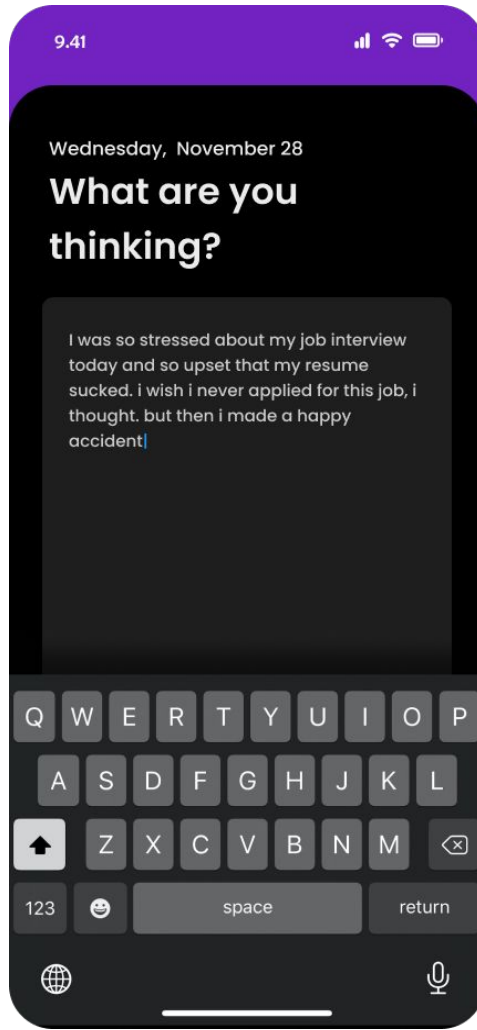 9.41
Wednesday, November 28
What are you
thinking?
I was so stressed about my job interview
today and so upset that my resume
sucked. i wish i never applied for this job, i
thought. but then i made a happy
accident
Q W E R T Y U I O P
A S D F G H J K L
Z X C V B N M
123 space return